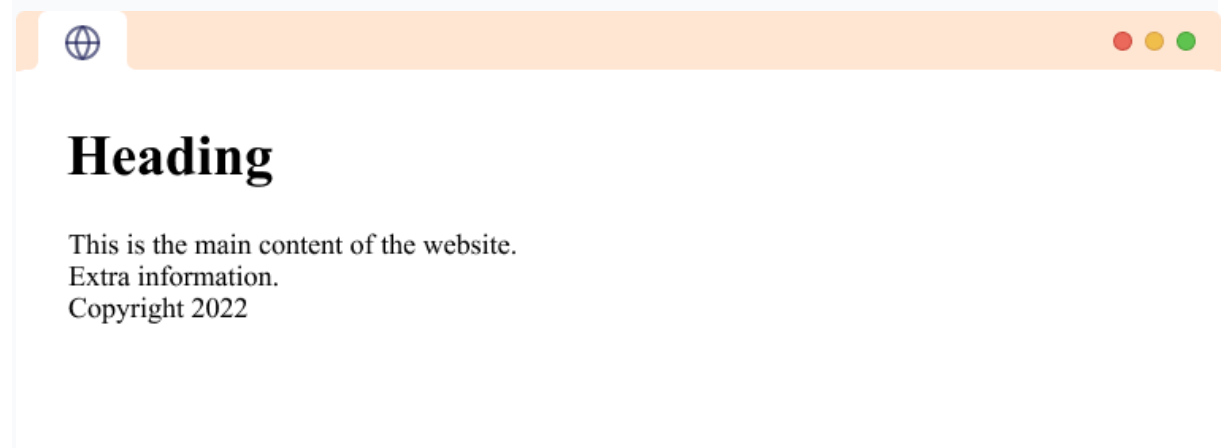 Heading
This is the main content of the website.
Extra information.
Copyright 2022